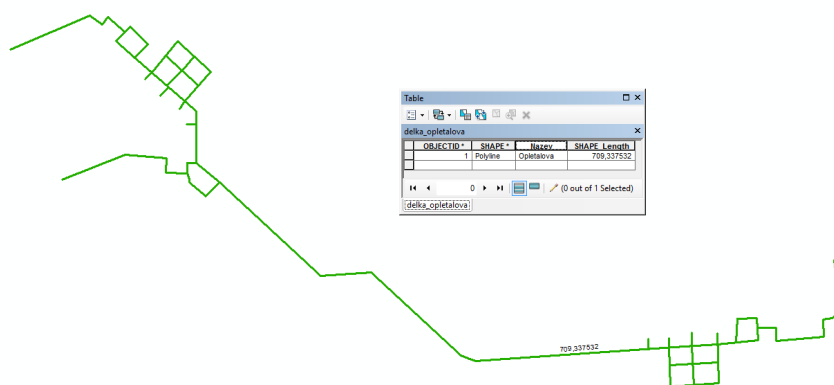 Table
delka_opletalova
OBJECTID * SHAPE * Nazev SHAPE_Length
1 Polyline Opletalova 709,337532
0 (0 out of 1 Selected)
delka_opletalova
709,337532